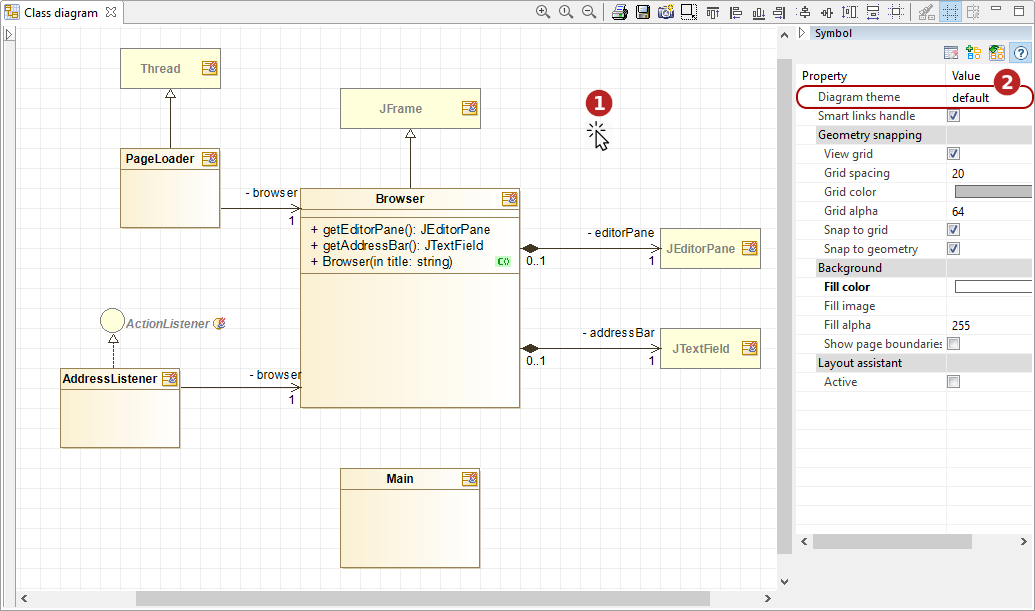 Class diagram
Symbol
Property Value
Diagram theme default
2
Smart links handle
Geometry snapping
View grid
Grid spacing 20
Grid color
Grid alpha 64
Snap to grid
Snap to geometry
Background
Fill color
Fill image
Fill alpha 255
Show page boundaries
Layout assistant
Active
1
Thread
JFrame
PageLoader
- browser
1
Browser
+ getEditorPane(): JEditorPane
+ getAddressBar(): JTextField
+ Browser(in title: string)
- editorPane
0..1 1
JEditorPane
ActionListener
- addressBar
0..1 1
JTextField
AddressListener
- browser
1
Main